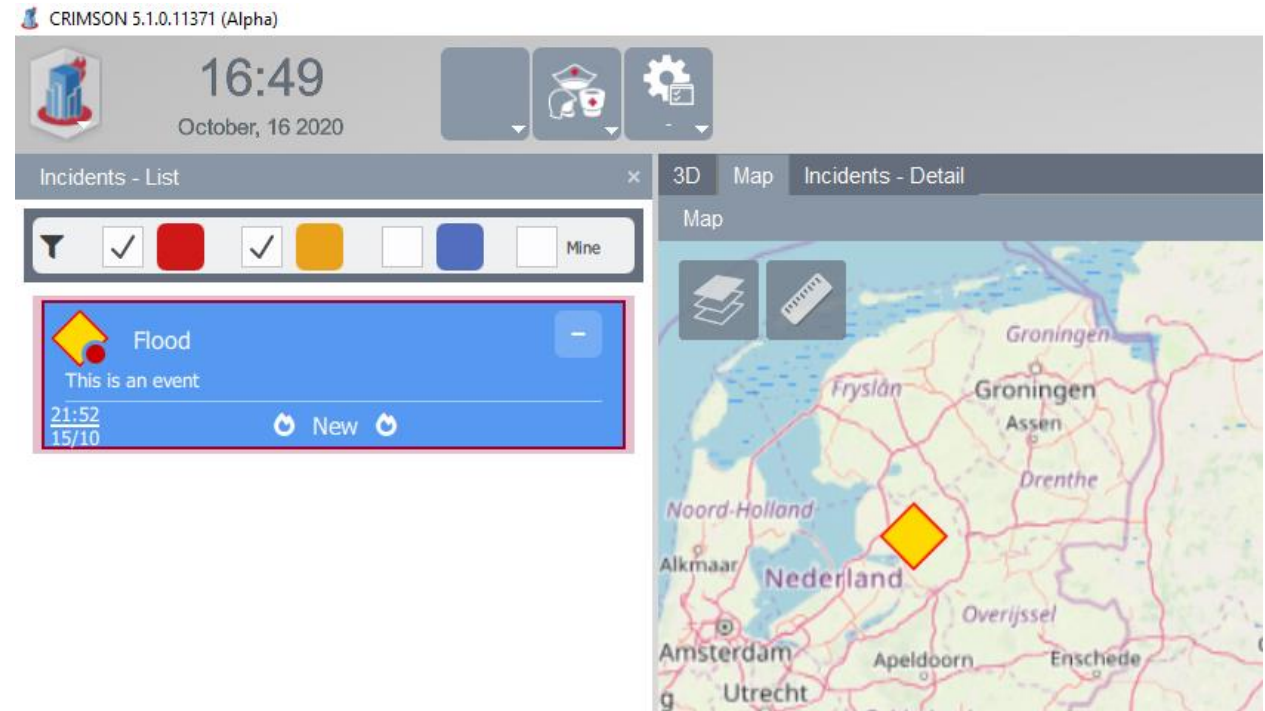 CRIMSON 5.1.0.11371 (Alpha)
16:49
October, 16 2020
-
Incidents - List ×
Mine
Flood
This is an event
21:52
15/10
New
3D Map Incidents - Detail
Map
Groningen
Fryslân Groningen
Assen
Drenthe
Noord-Holland
Alkmaar
Nederland
Overijssel
Amsterdam
Apeldoorn Enschede
Utrecht
g